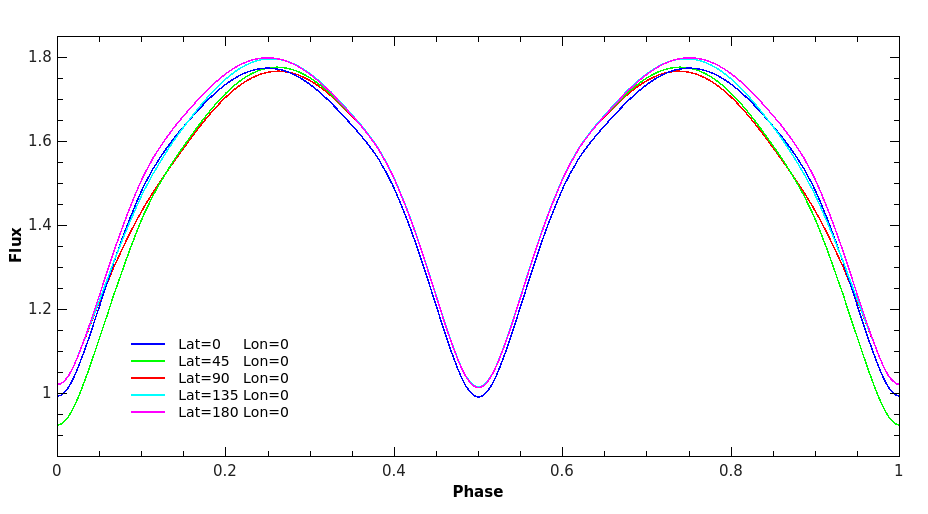 1.8
1.6
1.4
1.2
1
Flux
Lat=0 Lon=0
Lat=45 Lon=0
Lat=90 Lon=0
Lat=135 Lon=0
Lat=180 Lon=0
0 0.2 0.4 0.6 0.8 1
Phase